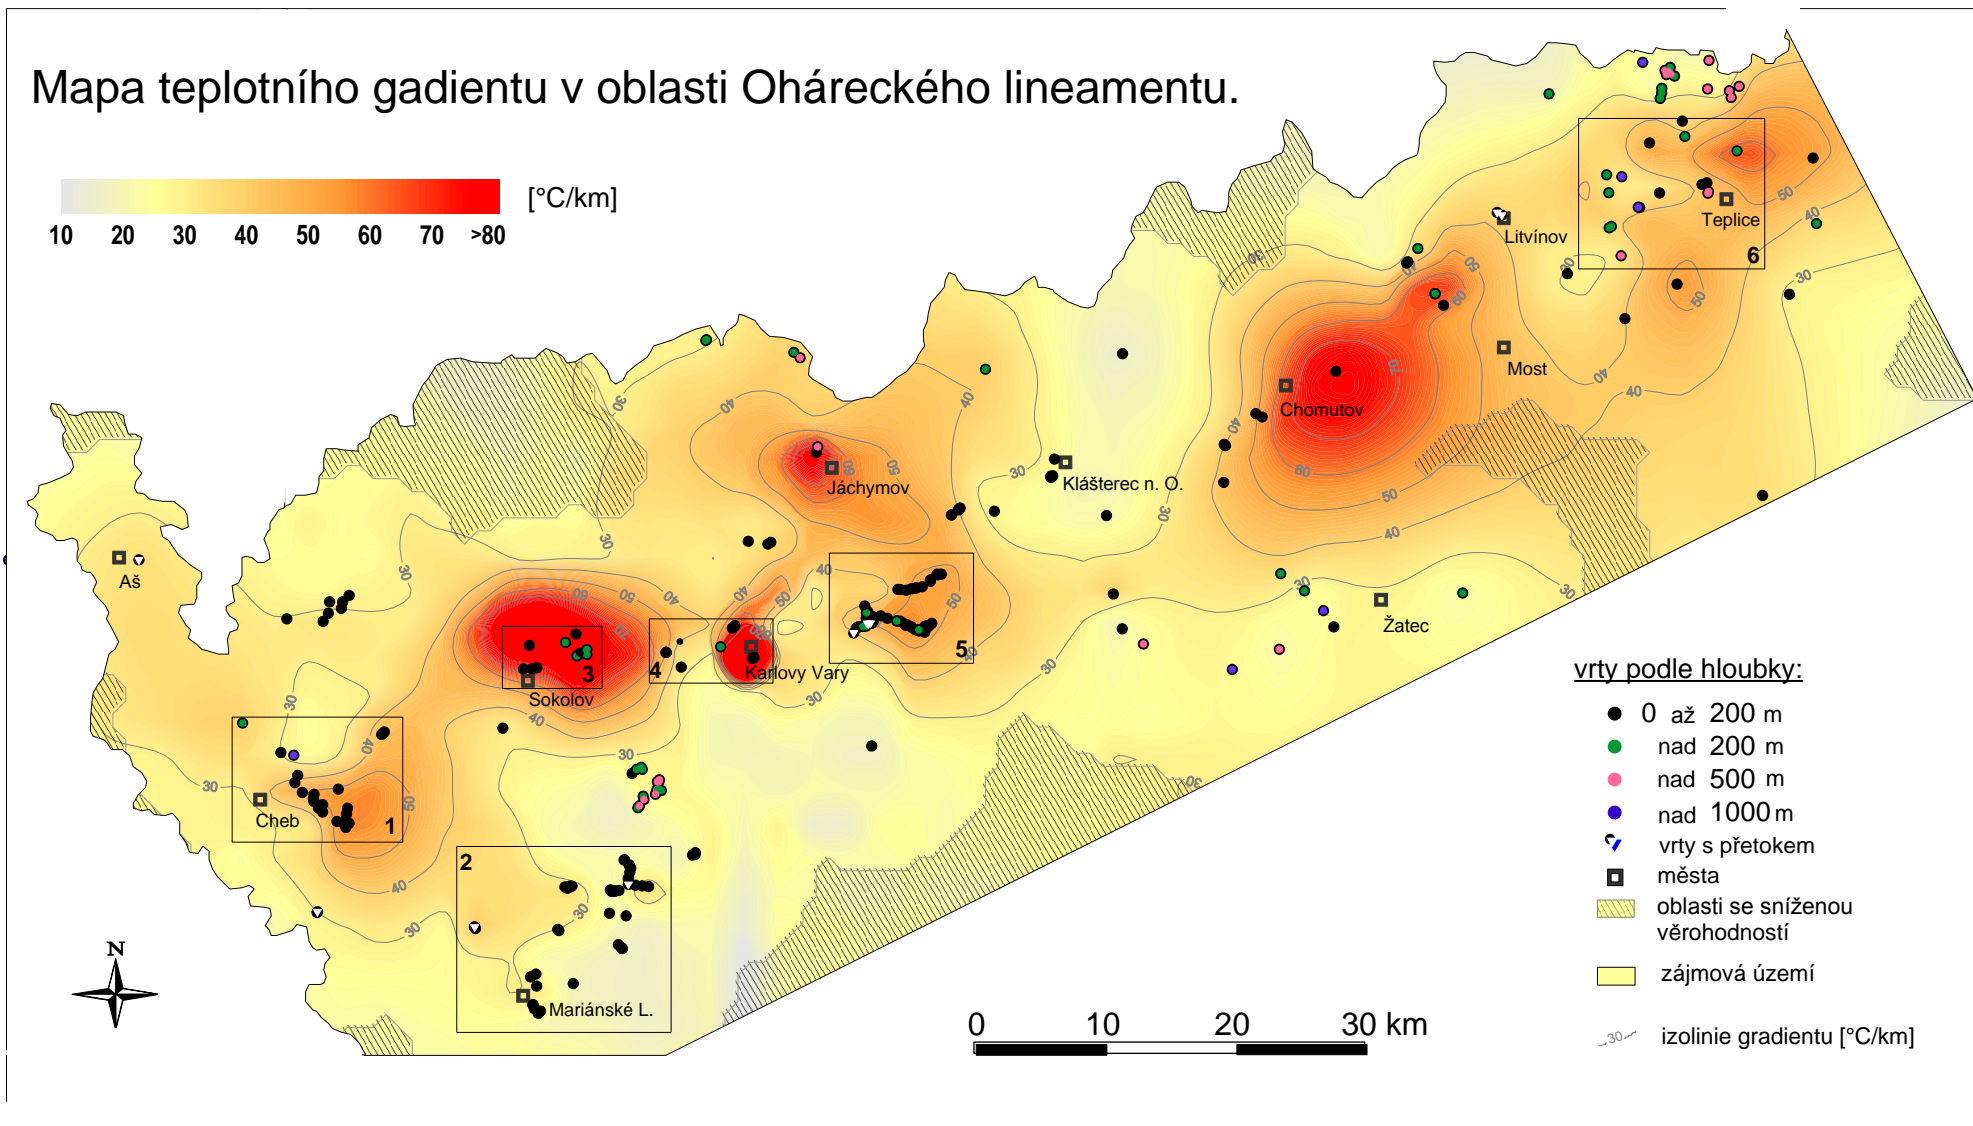 Mapa teplotního gadientu v oblasti Oháreckého lineamentu.
[°C/km]
10 20 30 40 50 60 70 >80
Litvínov
Teplice
6
Most
Chomutov
Jáchymov
Klášterec n. O.
Aš
Žatec
Karlovy Vary
5
4
3
Sokolov
Cheb
1
2
Mariánské L.
N
0 10 20 30 km
vrty podle hloubky:
0 až 200 m
nad 200 m
nad 500 m
nad 1000 m
vrty s přetokem
města
oblasti se sníženou
věrohodností
zájmová území
30
izolinie gradientu [°C/km]